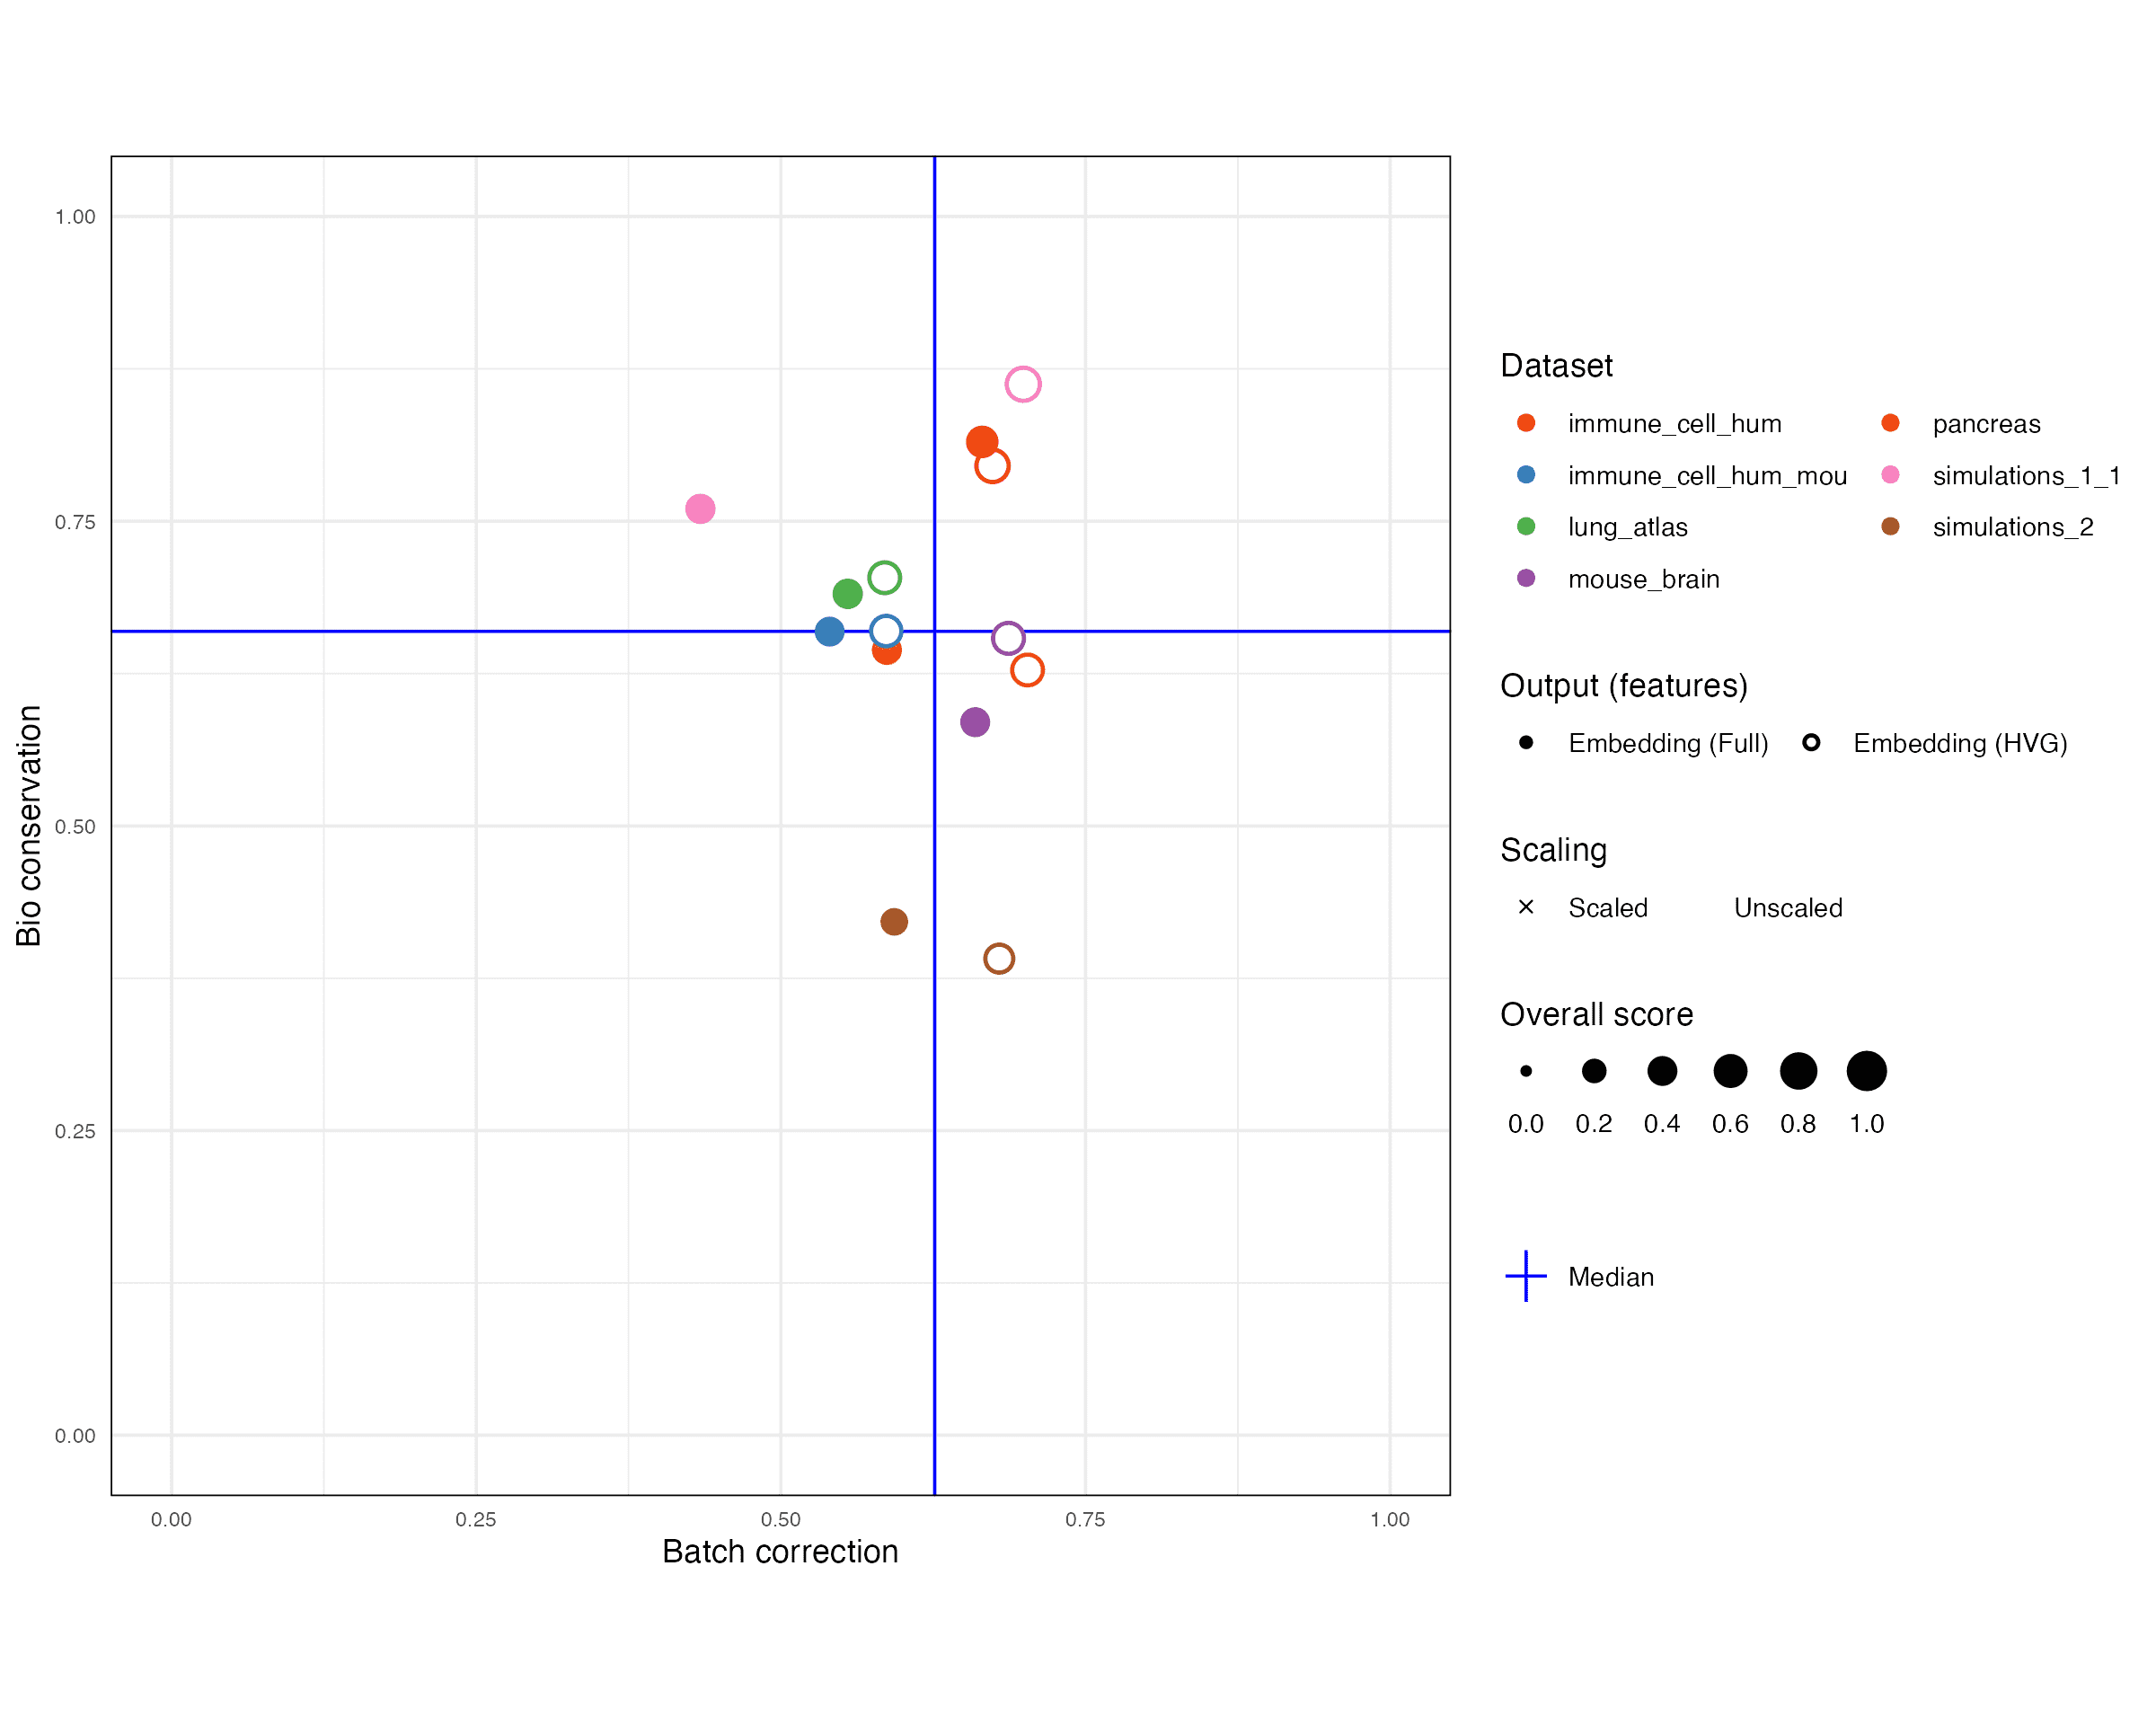 1.00
0.75
0.50
0.25
0.00
Bio conservation
0.00 0.25 0.50 0.75 1.00
Batch correction
Dataset
immune_cell_hum pancreas
immune_cell_hum_mou simulations_1_1
lung_atlas simulations_2
mouse_brain
Output (features)
Embedding (Full) Embedding (HVG)
Scaling
Scaled Unscaled
Overall score
0.0 0.2 0.4 0.6 0.8 1.0
Median